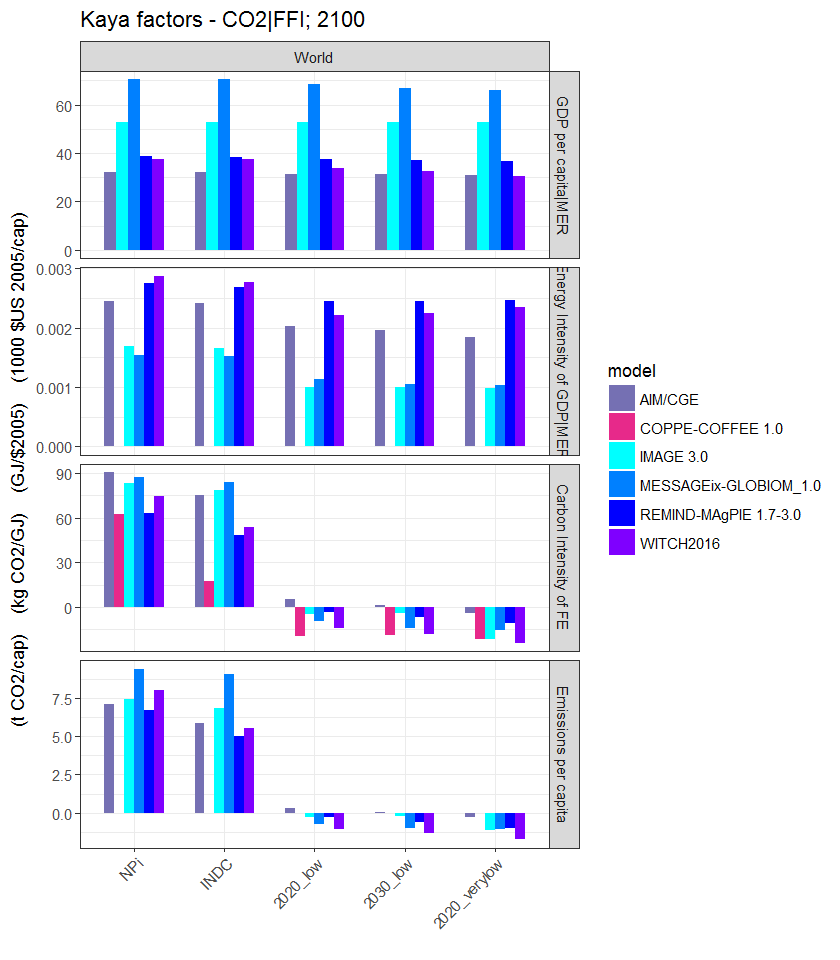 Kaya factors - CO2|FFI; 2100
World
60
40
20
0
GDP per capita|MER
0.003
0.002
0.001
0.000
Energy Intensity of GDP|MER
90
60
30
0
Carbon Intensity of FE
7.5
5.0
2.5
0.0
Emissions per capita
(t CO2/cap) (kg CO2/GJ) (GJ/$2005) (1000 $US 2005/cap)
NPi
INDC
2020_low
2030_low
2020_verylow
model
AIM/CGE
COPPE-COFFEE 1.0
IMAGE 3.0
MESSAGEix-GLOBIOM_1.0
REMIND-MAgPIE 1.7-3.0
WITCH2016